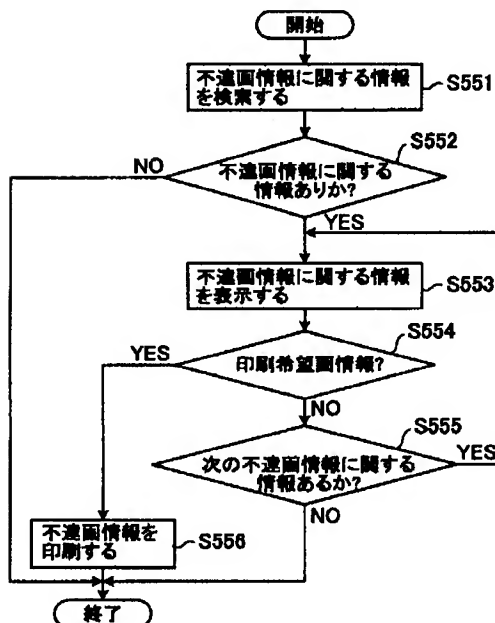 開始
不達画情報に関する情報
を検索する
S551
S552
NO
不達画情報に関する
情報ありか?
YES
不達画情報に関する情報
を表示する
S553
S554
YES
印刷希望画情報?
NO
S555
YES
次の不達画情報に関する
情報あるか?
NO
不達画情報を
印刷する
S556
終了